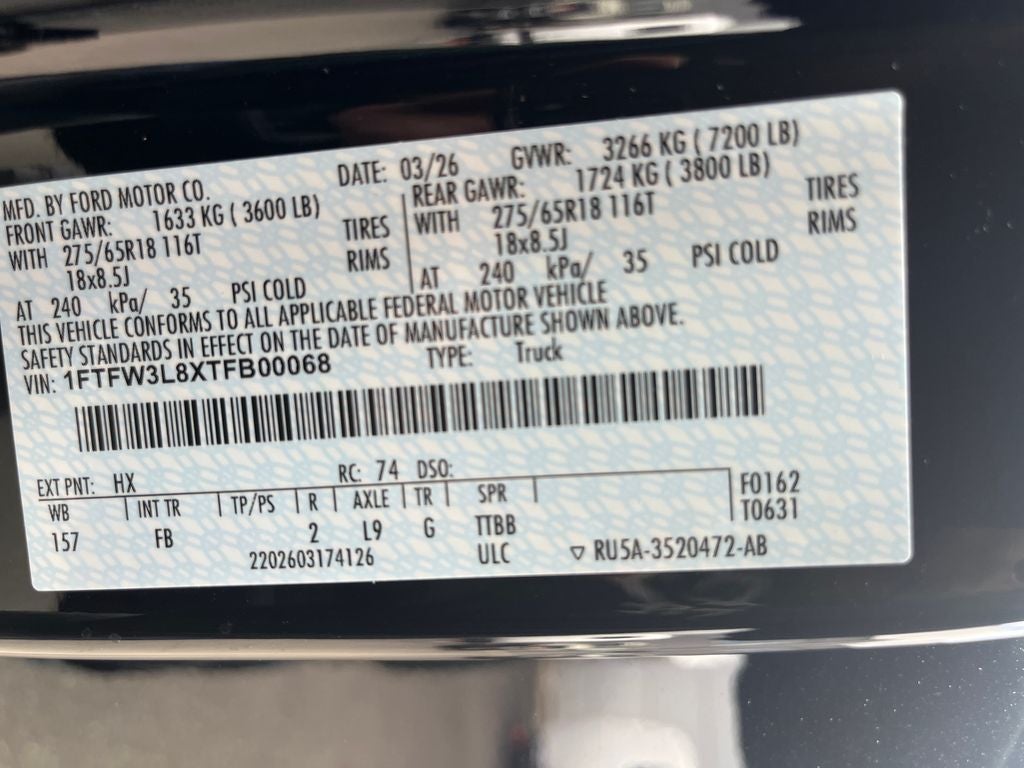 MFD. BY FORD MOTOR CO. DATE: 03/26 GVWR: 3266 KG ( 7200 LB)
FRONT GAWR: 1633 KG ( 3600 LB) REAR GAWR: 1724 KG ( 3800 LB)
WITH 275/65R18 116T TIRES WITH 275/65R18 116T TIRES
18x8.5J RIMS 18x8.5J RIMS
AT 240 kPa/ 35 PSI COLD AT 240 kPa/ 35 PSI COLD
THIS VEHICLE CONFORMS TO ALL APPLICABLE FEDERAL MOTOR VEHICLE
SAFETY STANDARDS IN EFFECT ON THE DATE OF MANUFACTURE SHOWN ABOVE.
VIN: 1FTFW3L8XTFB00068 TYPE: Truck
EXT PNT: HX RC: 74 DSO:
WB INT TR TP/PS R AXLE TR SPR F0162
157 FB 2 L9 G TTBB T0631
2202603174126 ULC ▽ RU5A-3520472-AB